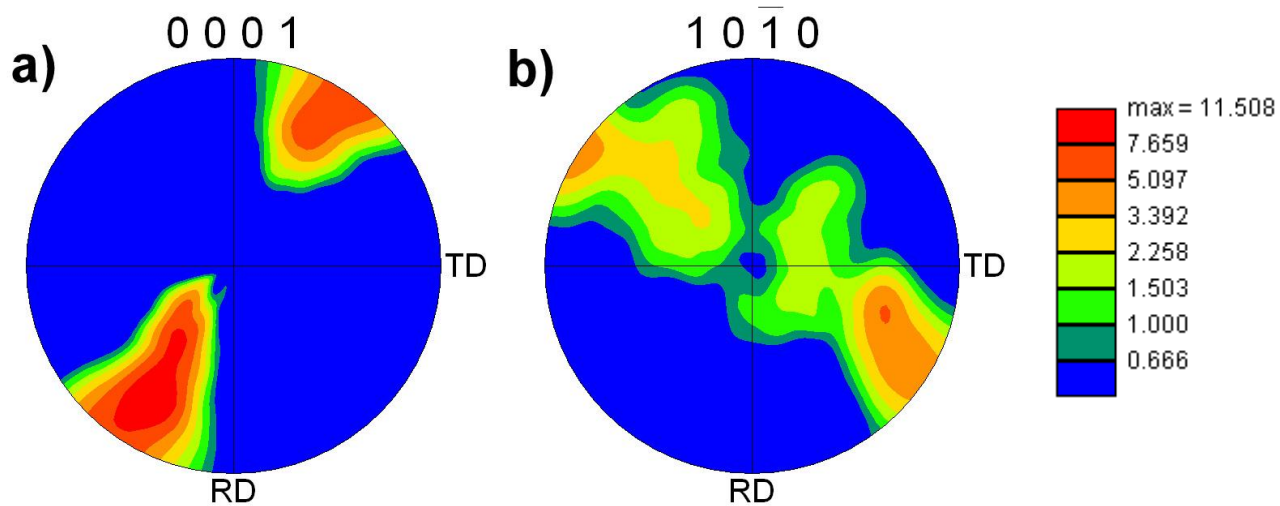 a)
0 0 0 1
TD
RD
b)
1 0 1̅ 0
TD
RD
max = 11.508
7.659
5.097
3.392
2.258
1.503
1.000
0.666